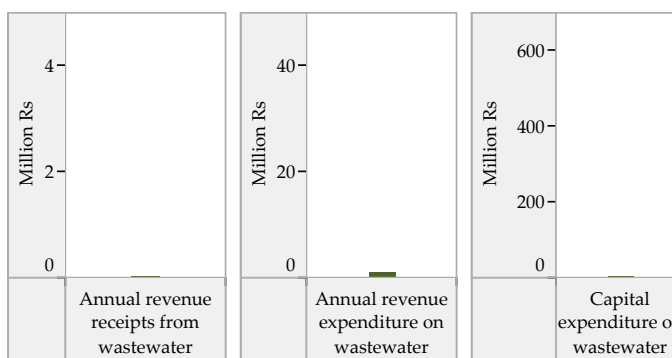 Million Rs
4
2
0
Annual revenue
receipts from
wastewater
Million Rs
40
20
0
Annual revenue
expenditure on
wastewater
Million Rs
600
400
200
0
Capital
expenditure o
wastewater